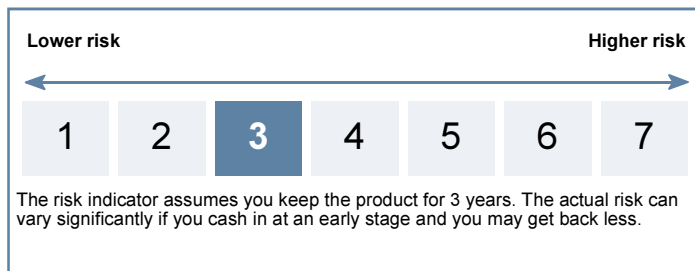 Lower risk Higher risk
1 2 3 4 5 6 7
The risk indicator assumes you keep the product for 3 years. The actual risk can
vary significantly if you cash in at an early stage and you may get back less.